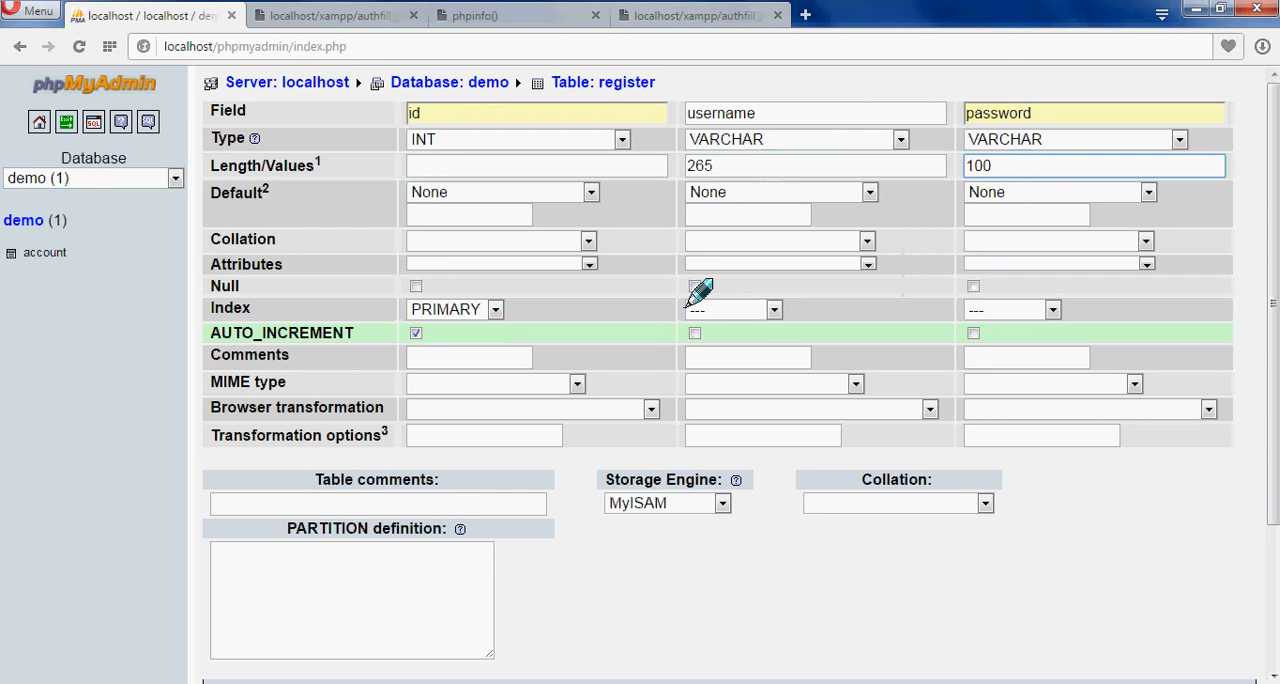 Menu
localhost / localhost / den
localhost/xampp/authfill
phpinfo()
localhost/xampp/authfill
localhost/phpmyadmin/index.php
phpMyAdmin
Server: localhost Database: demo Table: register
Database
demo (1)
demo (1)
account
Field id username password
Type INT VARCHAR VARCHAR
Length/Values1 265 100
Default2 None None None
Collation
Attributes
Null
Index PRIMARY --- ---
AUTO_INCREMENT
Comments
MIME type
Browser transformation
Transformation options3
Table comments: Storage Engine: Collation:
MyISAM
PARTITION definition: